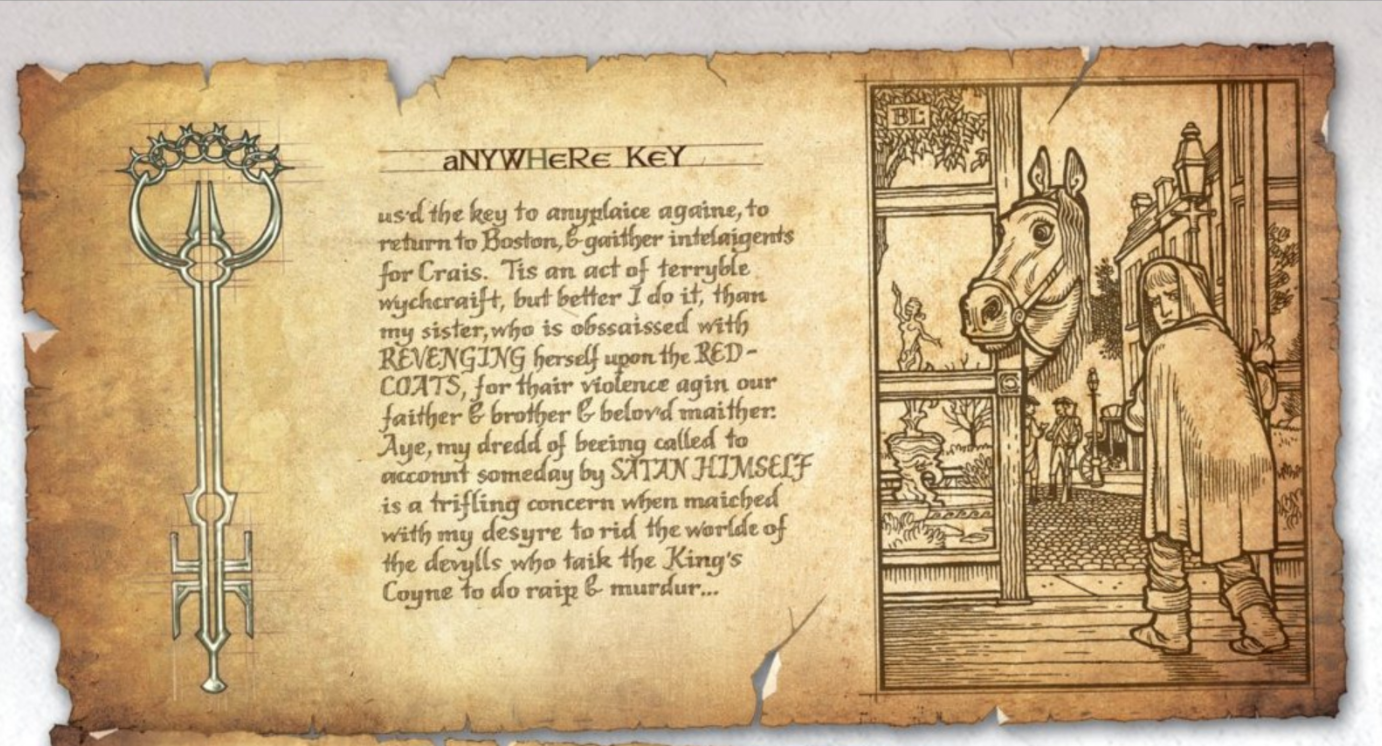 aNYWHeRe KeY
us'd the key to anyplaice againe, to
return to Boston, & gaither intelaigents
for Crais. Tis an act of terryble
wychcraift, but better I do it, than
my sister, who is obssaissed with
REVENGING herself upon the RED-
COATS, for thair violence agin our
faither & brother & belov'd maither.
Aye, my dredd of beeing called to
account someday by SATAN HIMSELF
is a trifling concern when maiched
with my desyre to rid the worlde of
the devylls who taik the King's
Coyne to do raip & murdur...
BL